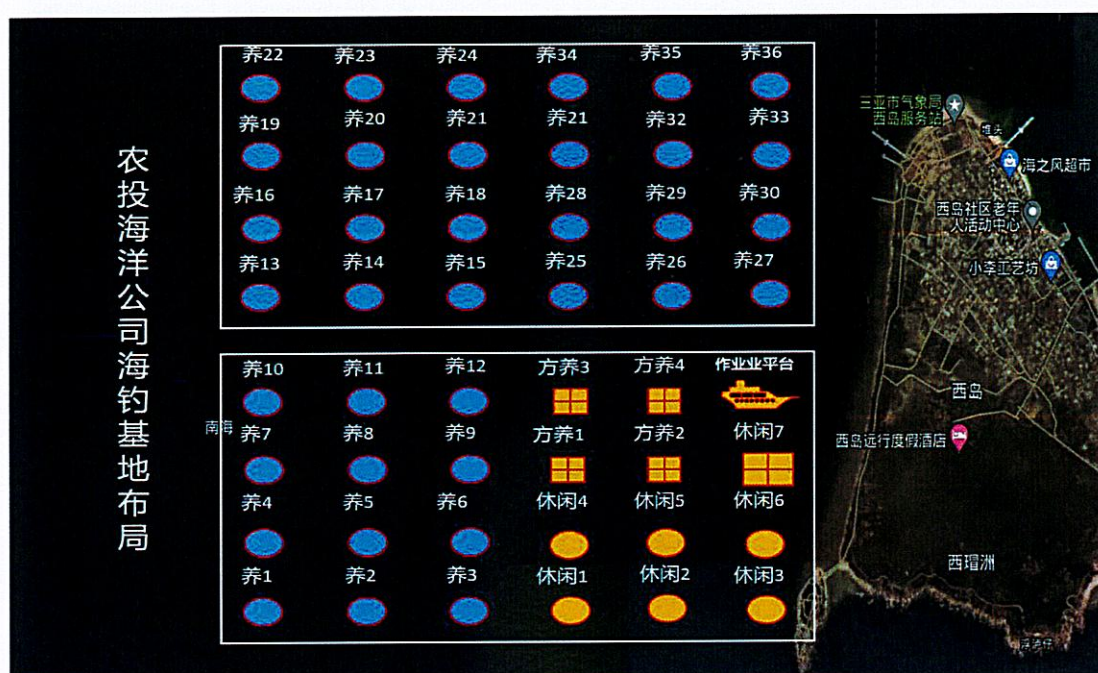 农投海洋公司海钓基地布局
养22 养23 养24 养34 养35 养36
养19 养20 养21 养21 养32 养33
养16 养17 养18 养28 养29 养30
养13 养14 养15 养25 养26 养27
养10 养11 养12 方养3 方养4 作业业平台
南海
养7 养8 养9 方养1 方养2 休闲7
养4 养5 养6 休闲4 休闲5 休闲6
养1 养2 养3 休闲1 休闲2 休闲3
三亚市气象局
西岛服务站
海之风超市
西岛社区老年
人活动中心
小李工艺坊
西岛
西岛远行度假酒店
西瑁洲